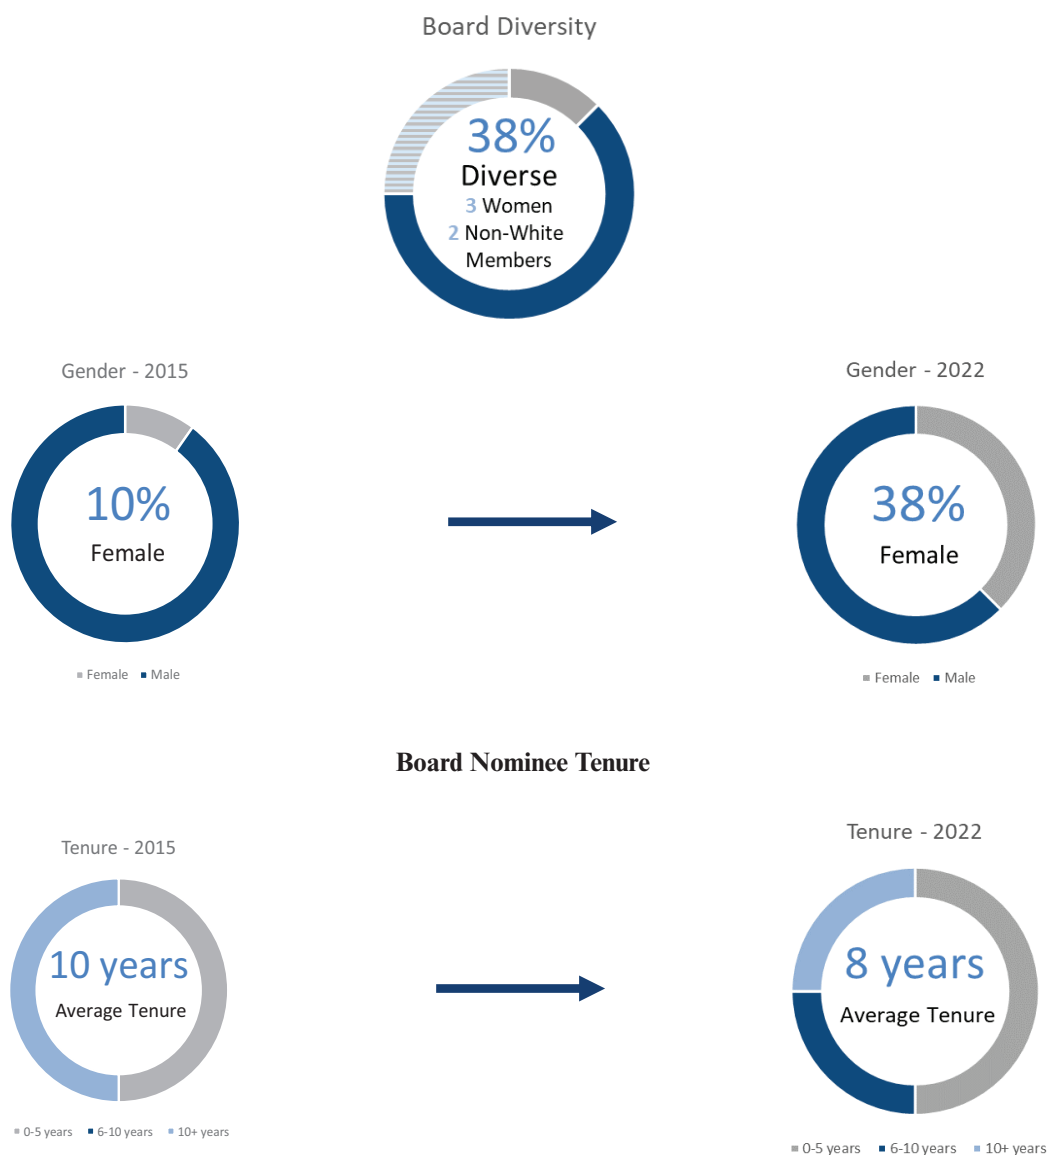 Board Diversity
38%
Diverse
3 Women
2 Non-White
Members
Gender - 2015
10%
Female
Female Male
Gender - 2022
38%
Female
Female Male
Board Nominee Tenure
Tenure - 2015
10 years
Average Tenure
0-5 years 6-10 years 10+ years
Tenure - 2022
8 years
Average Tenure
0-5 years 6-10 years 10+ years